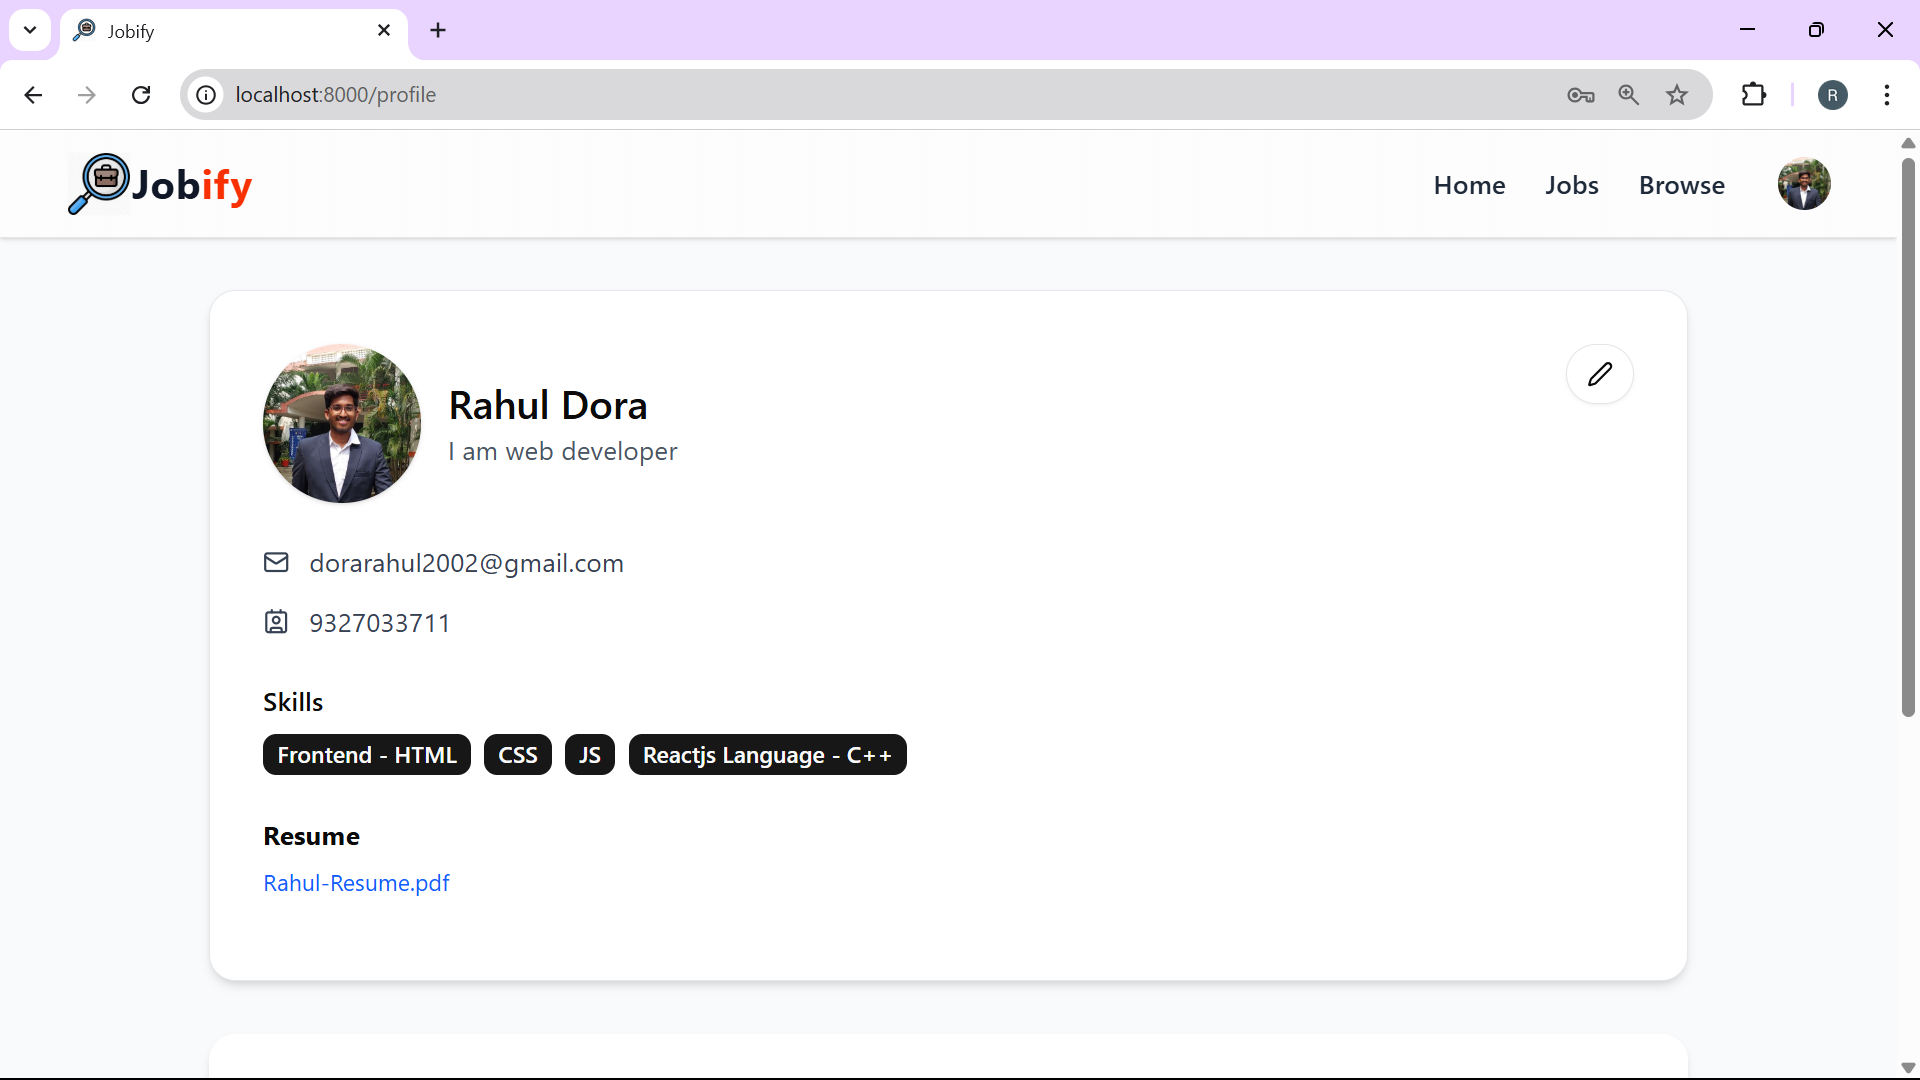 Jobify
localhost:8000/profile
R
Jobify
Home Jobs Browse
Rahul Dora
I am web developer
dorarahul2002@gmail.com
9327033711
Skills
Frontend - HTML CSS JS Reactjs Language - C++
Resume
Rahul-Resume.pdf